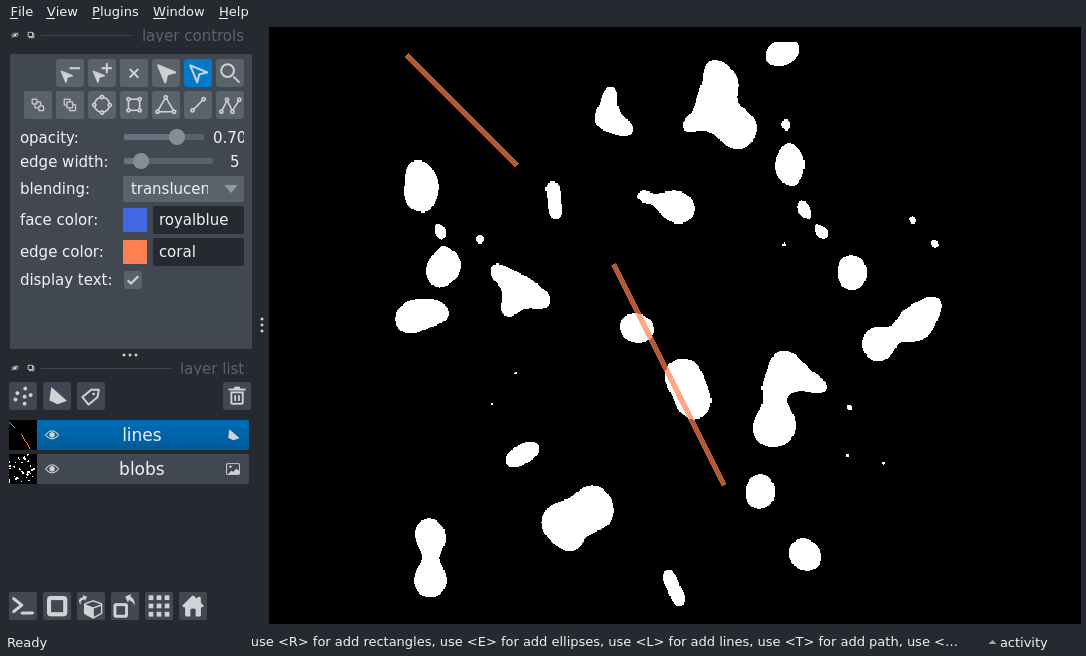 File View Plugins Window Help
layer controls
opacity: 0.70
edge width: 5
blending: translucen
face color: royalblue
edge color: coral
display text:
layer list
lines
blobs
Ready use <R> for add rectangles, use <E> for add ellipses, use <L> for add lines, use <T> for add path, use <... activity